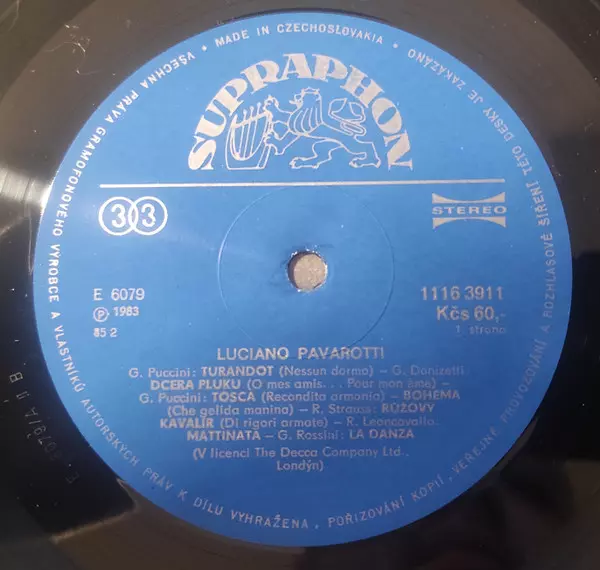 VŠECHNA PRÁVA GRAMOFONOVÉHO VÝROBCE A VLASTNÍKŮ AUTORSKÝCH PRÁV K DÍLU VYHRAŽENA, POŘIZOVÁNÍ KOPIÍ, VEŘEJNÉ PROVOZOVÁNÍ A ROZHLASOVÉ ŠÍŘENÍ TÉTO DESKY JE ZAKÁZÁNO • MADE IN CZECHOSLOVAKIA •
SUPRAPHON
33
STEREO
E 6079
1116 3911
Ⓟ 1983
Kčs 60,-
85 2
1. strana
LUCIANO PAVAROTTI
G. Puccini: TURANDOT (Nessun dorma) – G. Donizetti
DCERA PLUKU (O mes amis... Pour mon âme) –
G. Puccini: TOSCA (Recondita armonia) – BOHEMA
(Che gelida manina) – R. Strauss: RŮŽOVÝ
KAVALÍR (Di rigori armate) – R. Leoncavallo:
MATTINATA – G. Rossini: LA DANZA
(V licenci The Decca Company Ltd.,
Londýn)